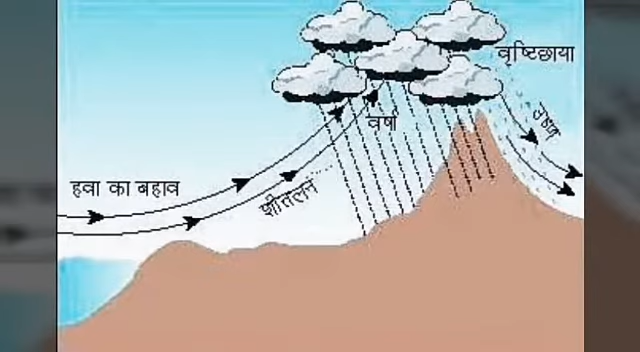 वृष्टिछाया
वर्षा
हवा का बहाव
शीतलन